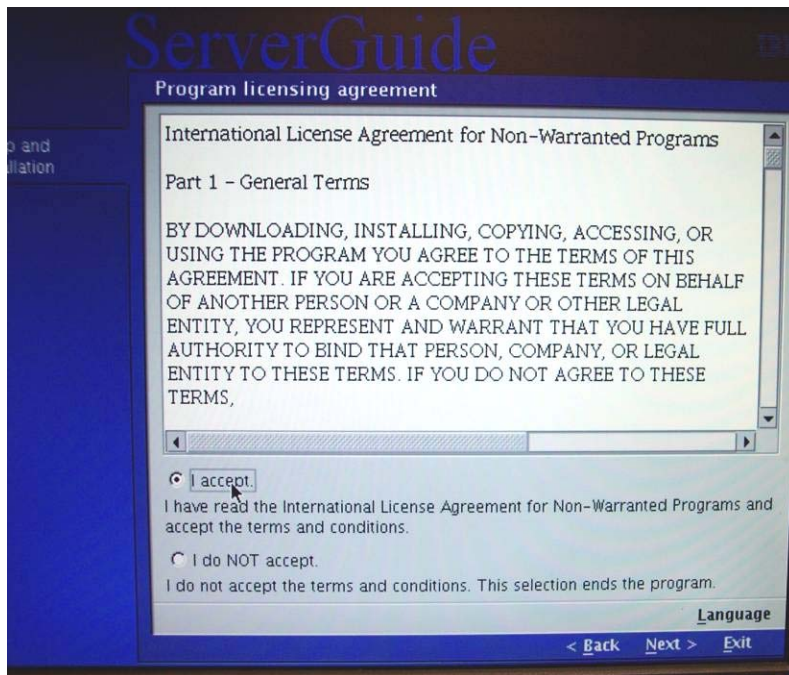 ServerGuide
IBM
Program licensing agreement
and
International License Agreement for Non-Warranted Programs
Part 1 - General Terms
BY DOWNLOADING, INSTALLING, COPYING, ACCESSING, OR
USING THE PROGRAM YOU AGREE TO THE TERMS OF THIS
AGREEMENT. IF YOU ARE ACCEPTING THESE TERMS ON BEHALF
OF ANOTHER PERSON OR A COMPANY OR OTHER LEGAL
ENTITY, YOU REPRESENT AND WARRANT THAT YOU HAVE FULL
AUTHORITY TO BIND THAT PERSON, COMPANY, OR LEGAL
ENTITY TO THESE TERMS. IF YOU DO NOT AGREE TO THESE
TERMS,
I accept.
I have read the International License Agreement for Non-Warranted Programs and
accept the terms and conditions.
I do NOT accept.
I do not accept the terms and conditions. This selection ends the program.
Language
< Back Next > Exit